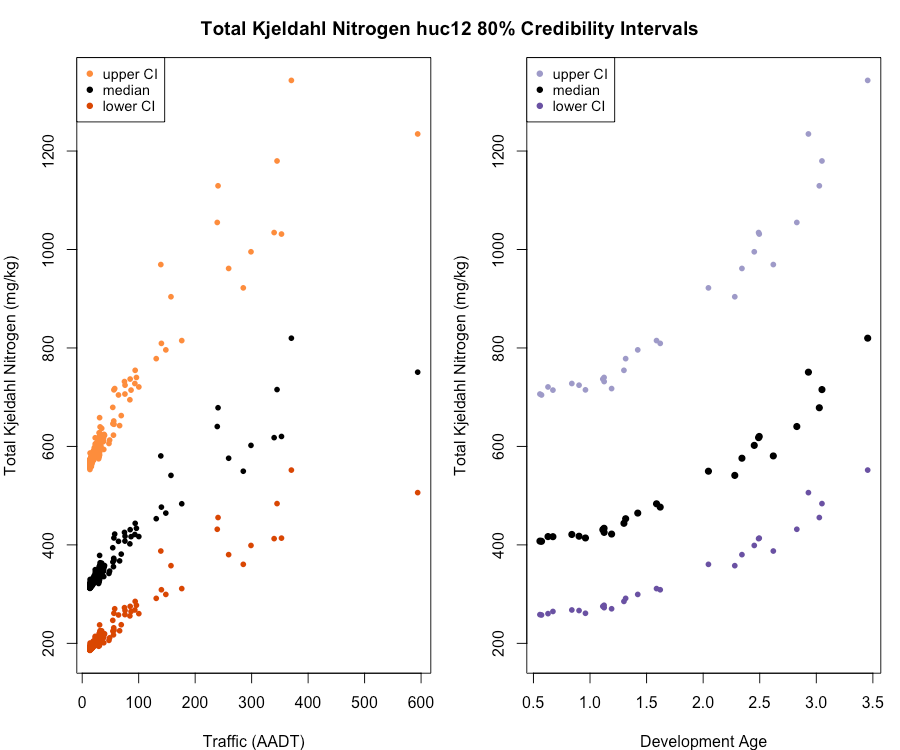 Total Kjeldahl Nitrogen huc12 80% Credibility Intervals
upper CI
median
lower CI
Total Kjeldahl Nitrogen (mg/kg)
200
400
600
800
1000
1200
0
100
200
300
400
500
600
Traffic (AADT)
upper CI
median
lower CI
Total Kjeldahl Nitrogen (mg/kg)
200
400
600
800
1000
1200
0.5
1.0
1.5
2.0
2.5
3.0
3.5
Development Age